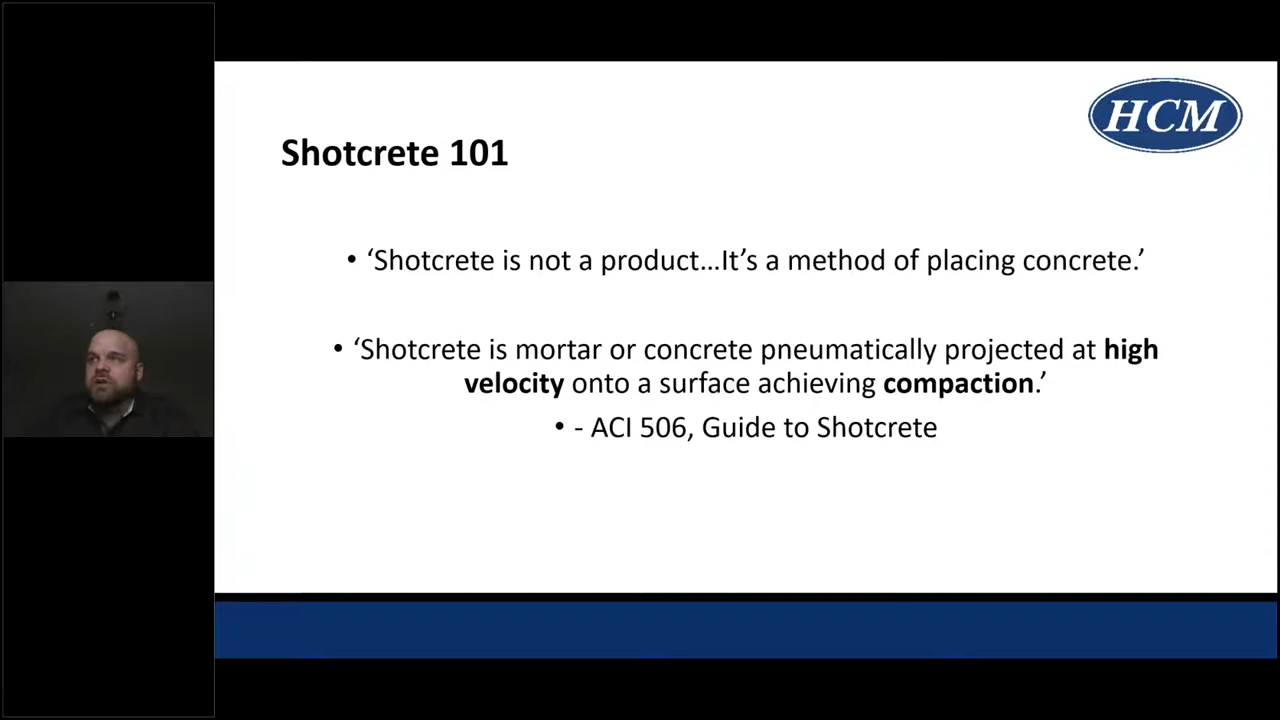 HCM
Shotcrete 101
• ‘Shotcrete is not a product...It’s a method of placing concrete.’
• ‘Shotcrete is mortar or concrete pneumatically projected at high
velocity onto a surface achieving compaction.’
• - ACI 506, Guide to Shotcrete